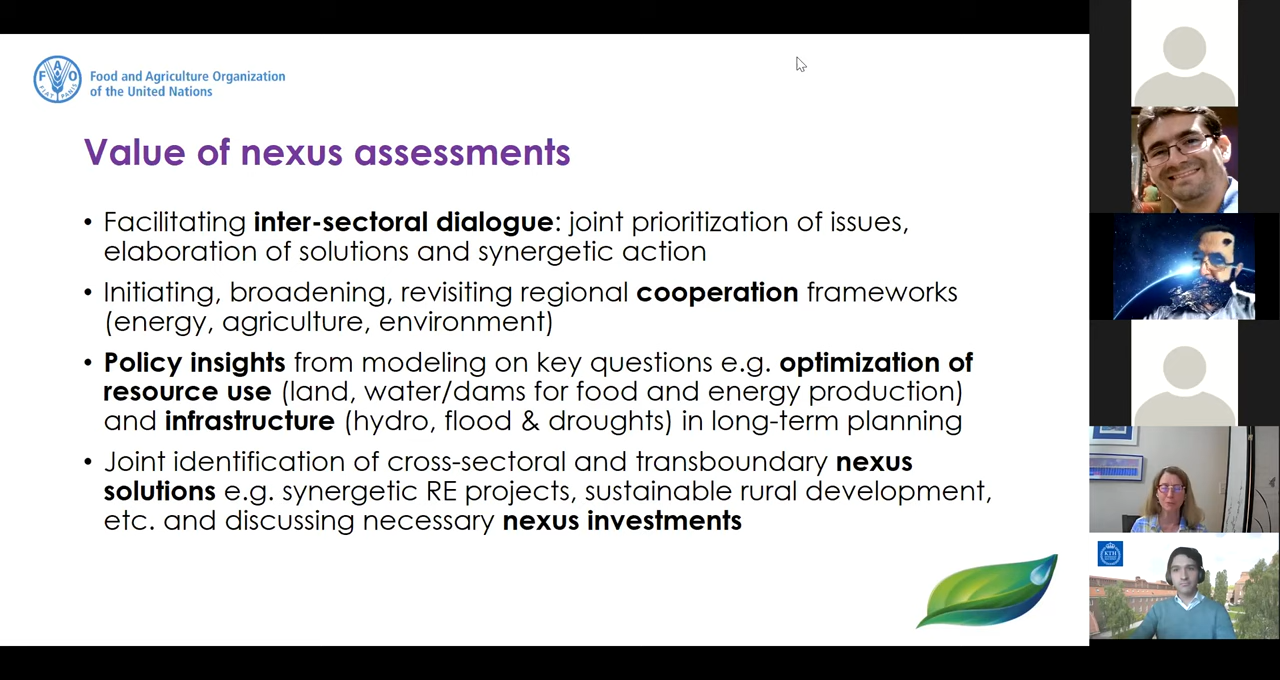 F A O
FIAT PANIS
Food and Agriculture Organization
of the United Nations
Value of nexus assessments
• Facilitating inter-sectoral dialogue: joint prioritization of issues,
elaboration of solutions and synergetic action
• Initiating, broadening, revisiting regional cooperation frameworks
(energy, agriculture, environment)
• Policy insights from modeling on key questions e.g. optimization of
resource use (land, water/dams for food and energy production)
and infrastructure (hydro, flood & droughts) in long-term planning
• Joint identification of cross-sectoral and transboundary nexus
solutions e.g. synergetic RE projects, sustainable rural development,
etc. and discussing necessary nexus investments
KTH